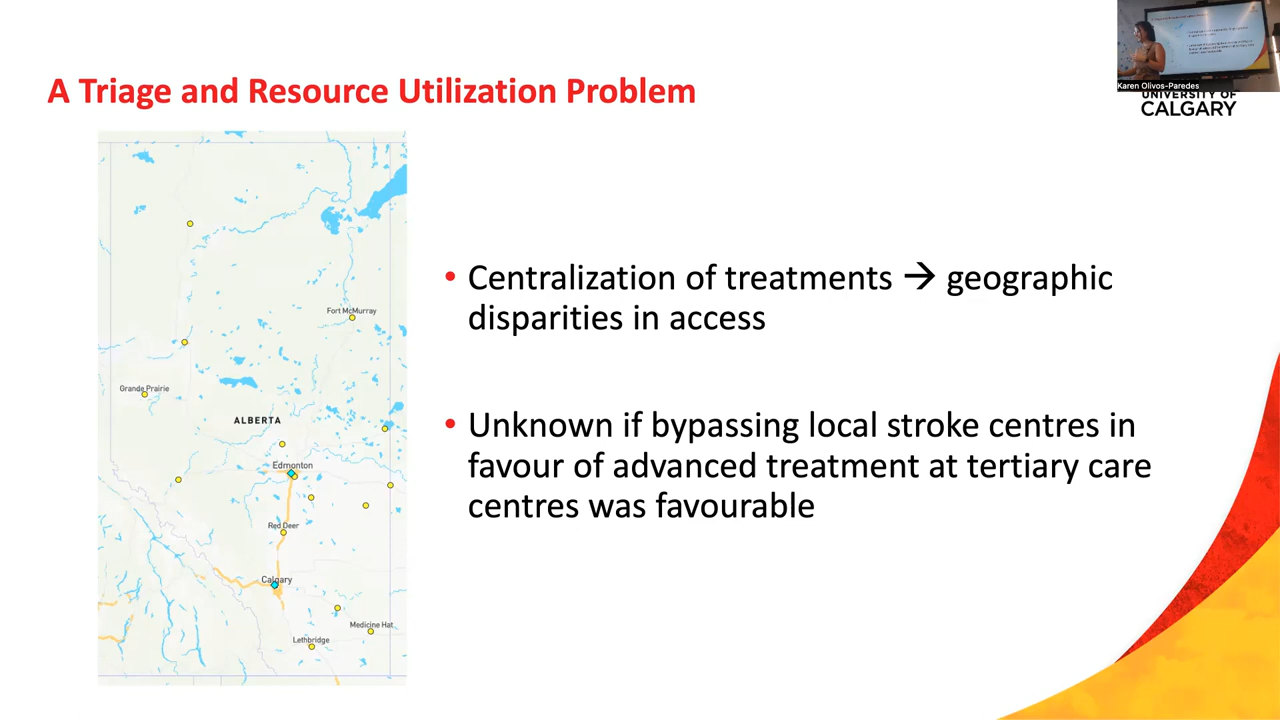 A Triage and Resource Utilization Problem
Karen Olivos-Paredes
UNIVERSITY OF
CALGARY
Fort McMurray
Grande Prairie
ALBERTA
Edmonton
Red Deer
Calgary
Medicine Hat
Lethbridge
• Centralization of treatments → geographic
disparities in access
• Unknown if bypassing local stroke centres in
favour of advanced treatment at tertiary care
centres was favourable